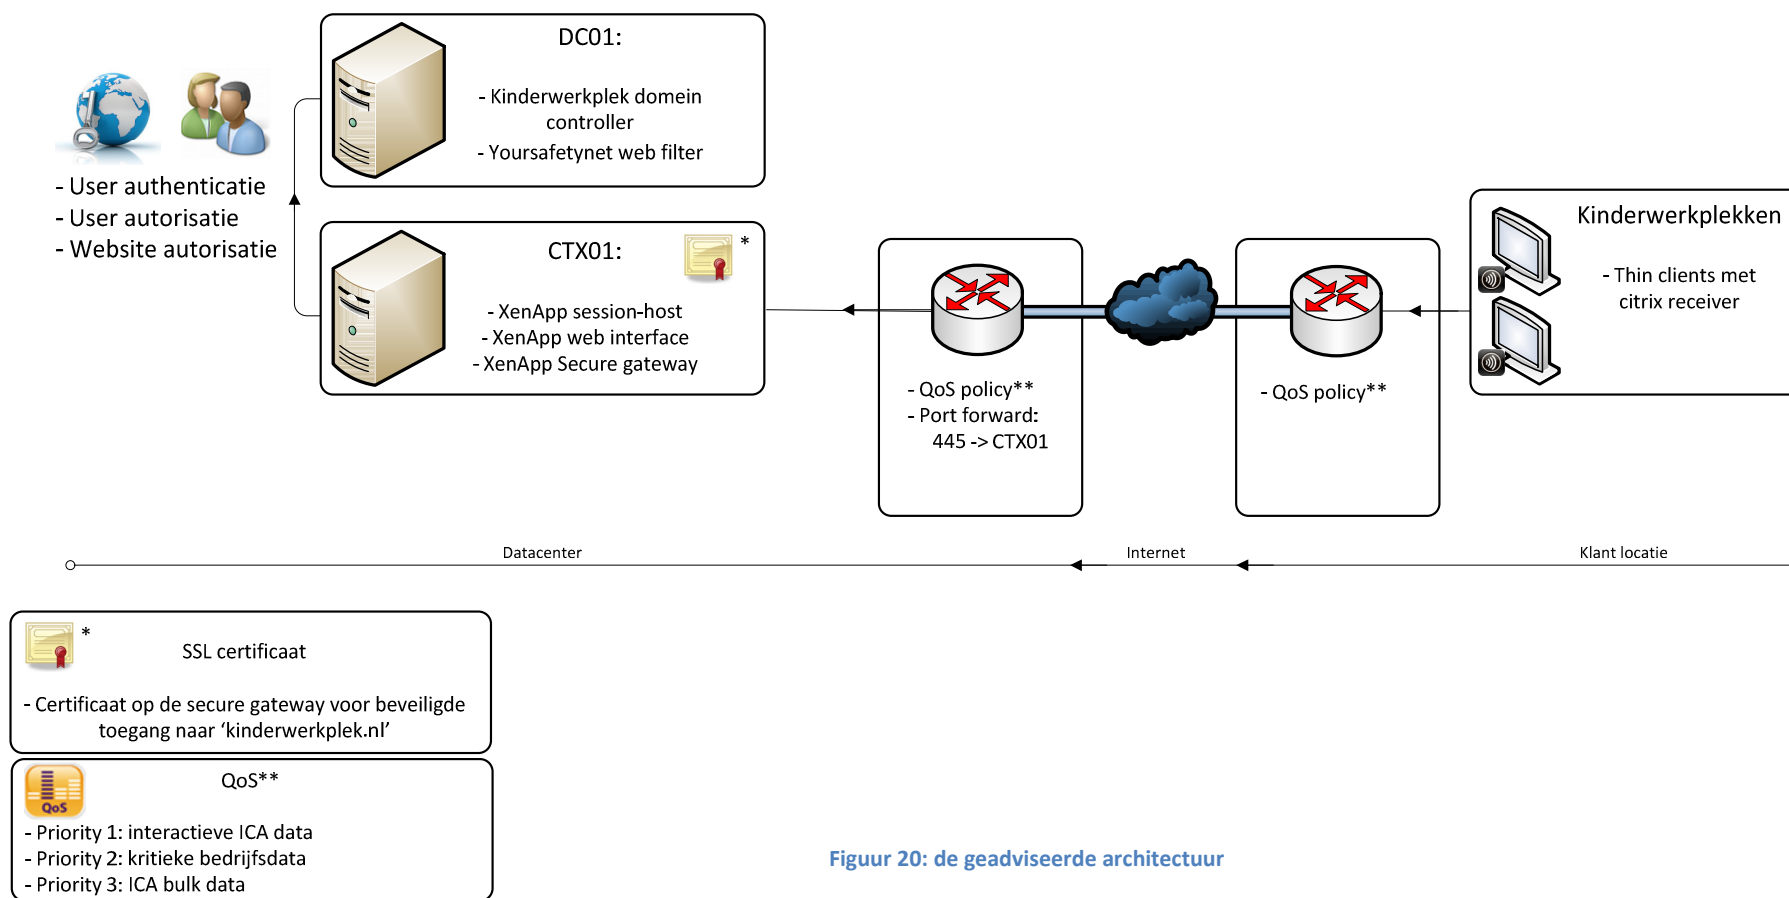 DC01:
- Kinderwerkplek domein
controller
- Yoursafetynet web filter
- User authenticatie
- User autorisatie
- Website autorisatie
CTX01:
*
- XenApp session-host
- XenApp web interface
- XenApp Secure gateway
- QoS policy**
- Port forward:
445 -> CTX01
- QoS policy**
Kinderwerkplekken
- Thin clients met
citrix receiver
Datacenter
Internet
Klant locatie
*
SSL certificaat
- Certificaat op de secure gateway voor beveiligde
toegang naar ‘kinderwerkplek.nl’
QoS**
QoS
- Priority 1: interactieve ICA data
- Priority 2: kritieke bedrijfsdata
- Priority 3: ICA bulk data
Figuur 20: de geadviseerde architectuur